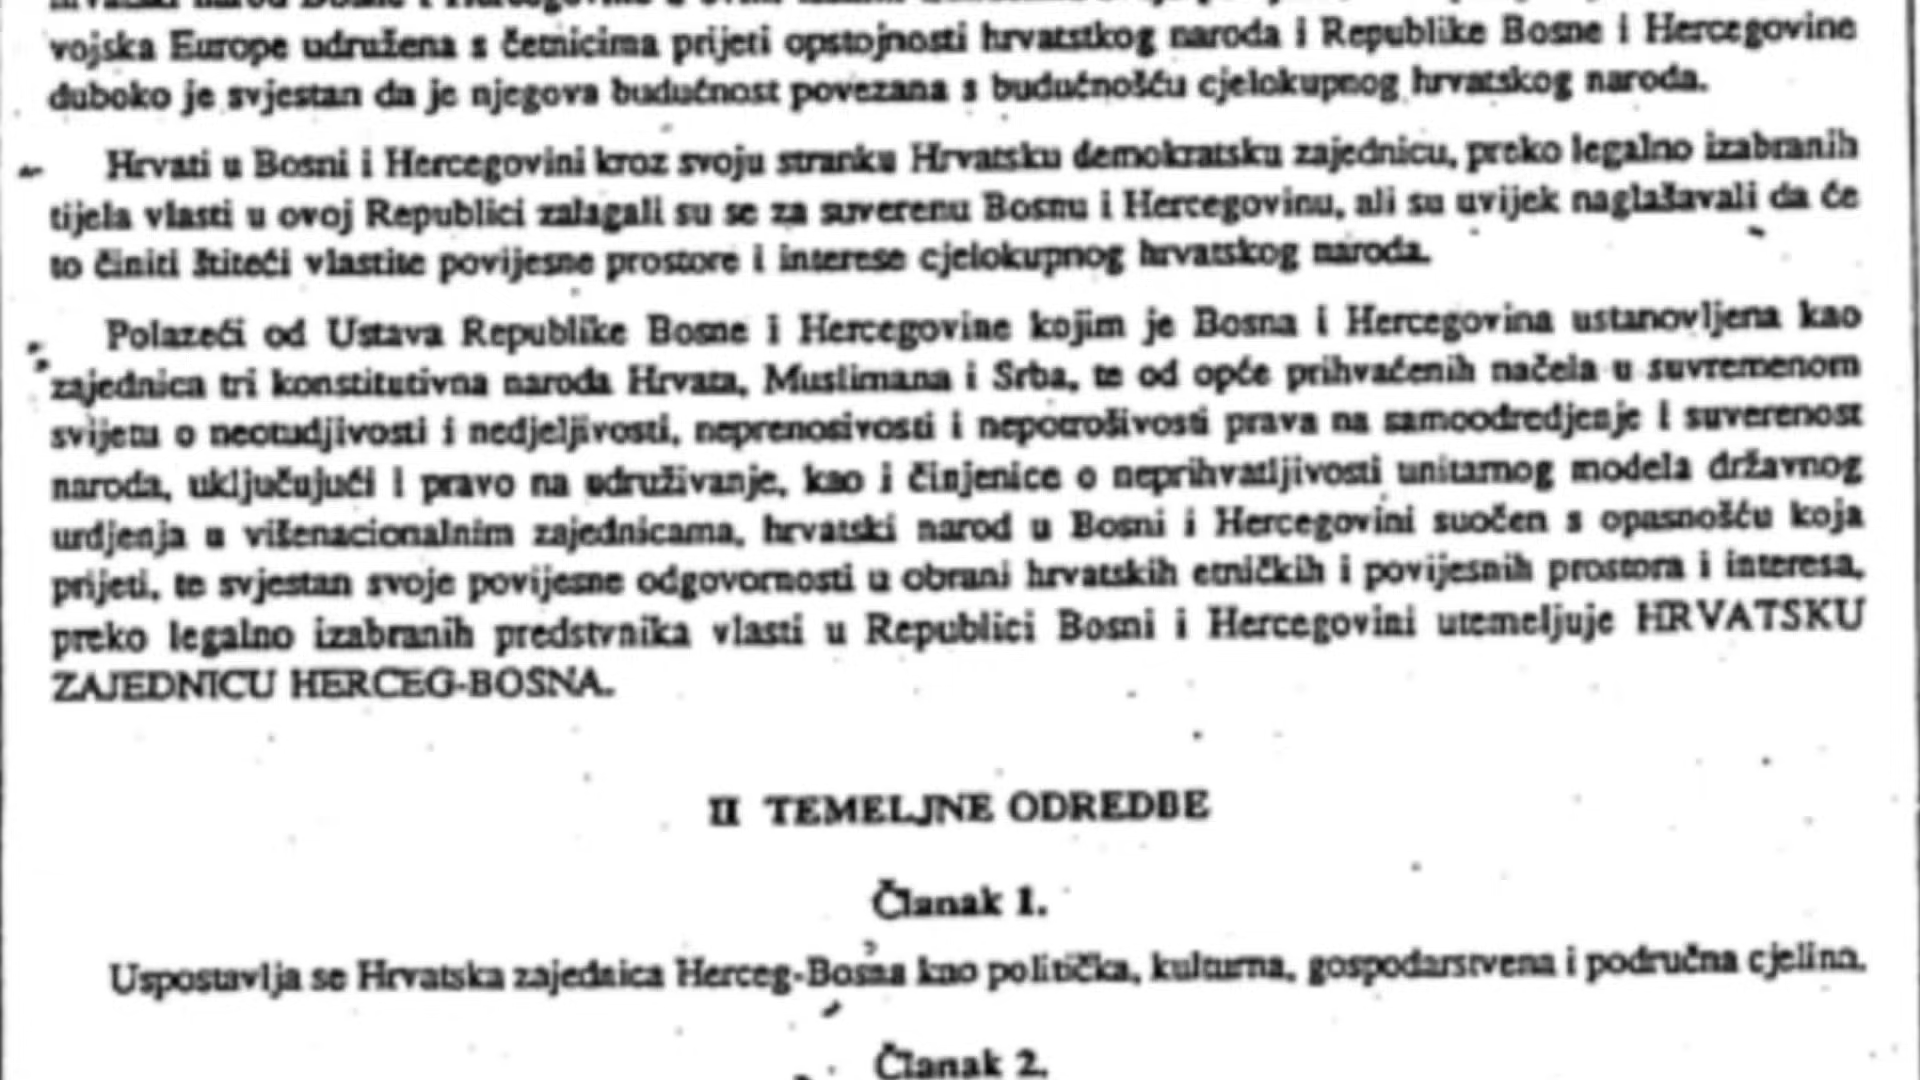 vojska Europe udružena s četnicima prijeti opstojnosti hrvatstkog naroda i Republike Bosne i Hercegovine
duboko je svjestan da je njegova budućnost povezana s budućnošću cjelokupnog hrvatskog naroda.
Hrvati u Bosni i Hercegovini kroz svoju stranku Hrvatsku demokratsku zajednicu, preko legalno izabranih
tijela vlasti u ovoj Republici zalagali su se za suverenu Bosnu i Hercegovinu, ali su uvijek naglašavali da će
to činiti štiteći vlastite povijesne prostore i interese cjelokupnog hrvatskog naroda.
Polazeći od Ustava Republike Bosne i Hercegovine kojim je Bosna i Hercegovina ustanovljena kao
zajednica tri konstitutivna naroda Hrvata, Muslimana i Srba, te od opće prihvaćenih načela u suvremenom
svijetu o neotudjivosti i nedjeljivosti, neprenosivosti i nepotrošivosti prava na samoodredjenje i suverenost
naroda, uključujući i pravo na udruživanje, kao i činjenice o neprihvatljivosti unitarnog modela državnog
urdjenja u višenacionalnim zajednicama, hrvatski narod u Bosni i Hercegovini suočen s opasnošću koja
prijeti, te svjestan svoje povijesne odgovornosti u obrani hrvatskih etničkih i povijesnih prostora i interesa,
preko legalno izabranih predstvnika vlasti u Republici Bosni i Hercegovini utemeljuje HRVATSKU
ZAJEDNICU HERCEG-BOSNA.
II TEMELJNE ODREDBE
Članak 1.
Uspostavlja se Hrvatska zajednica Herceg-Bosna kao politička, kulturna, gospodarstvena i područna cjelina.
Članak 2.